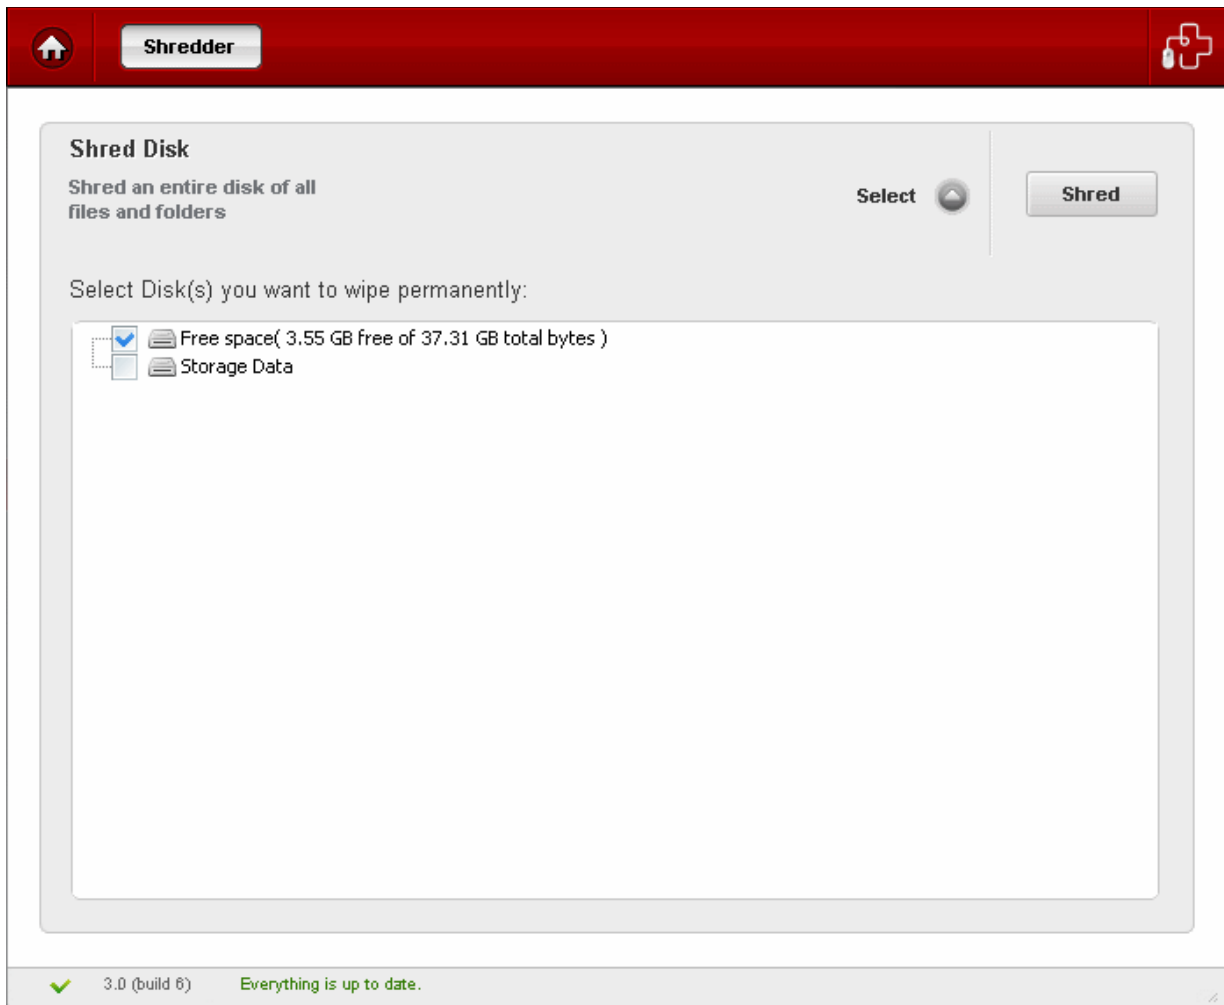 Shredder
Shred Disk
Shred an entire disk of all
files and folders
Select
Shred
Select Disk(s) you want to wipe permanently:
Free space( 3.55 GB free of 37.31 GB total bytes )
Storage Data
3.0 (build 6)
Everything is up to date.